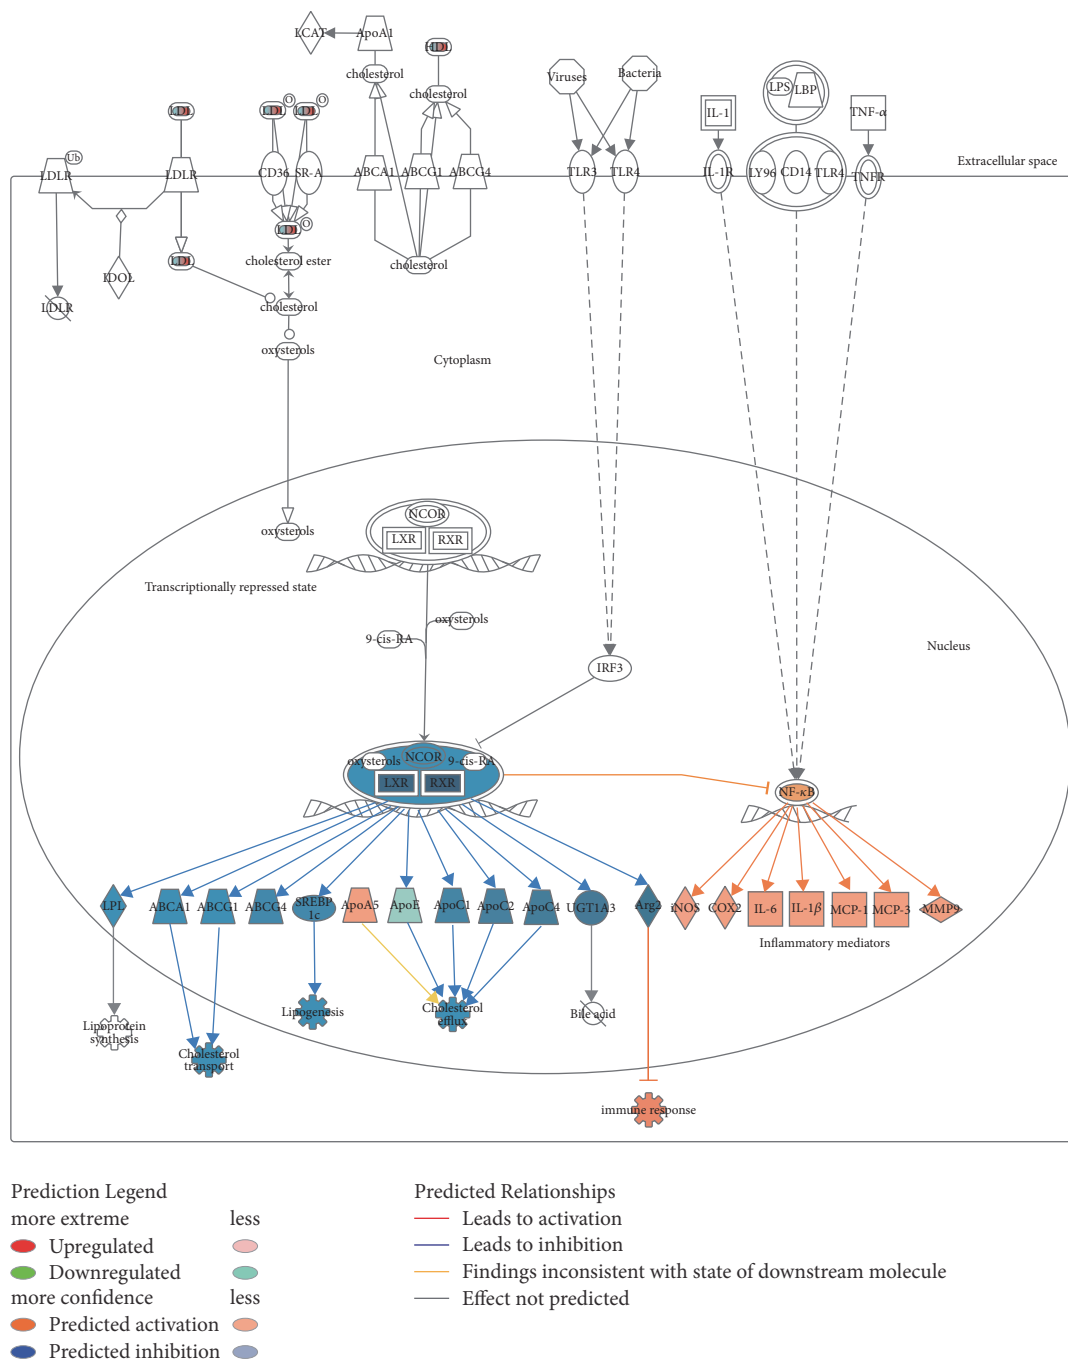 LCAT
ApoA1
HDL
cholesterol
cholesterol
Viruses
Bacteria
LPS
LBP
LDL
LDL
O
LDL
O
IL-1
TNF-α
Ub
LDLR
LDLR
CD36
SR-A
ABCA1
ABCG1
ABCG4
TLR3
TLR4
IL-1R
LY96
CD14
TLR4
TNFR
Extracellular space
LDL
O
LDL
cholesterol ester
cholesterol
IDOL
LDLR
cholesterol
oxysterols
Cytoplasm
oxysterols
NCOR
LXR
RXR
Transcriptionally repressed state
oxysterols
9-cis-RA
Nucleus
IRF3
oxysterols
NCOR
9-cis-RA
LXR
RXR
NF-κB
LPL
ABCA1
ABCG1
ABCG4
SREBP
1c
ApoA5
ApoE
ApoC1
ApoC2
ApoC4
UGT1A3
Arg2
iNOS
COX2
IL-6
IL-1β
MCP-1
MCP-3
MMP9
Inflammatory mediators
Lipoprotein
synthesis
Cholesterol
transport
Lipogenesis
Cholesterol
efflux
Bile acid
immune response
Prediction Legend
more extreme less
Upregulated
Downregulated
more confidence less
Predicted activation
Predicted inhibition
Predicted Relationships
Leads to activation
Leads to inhibition
Findings inconsistent with state of downstream molecule
Effect not predicted